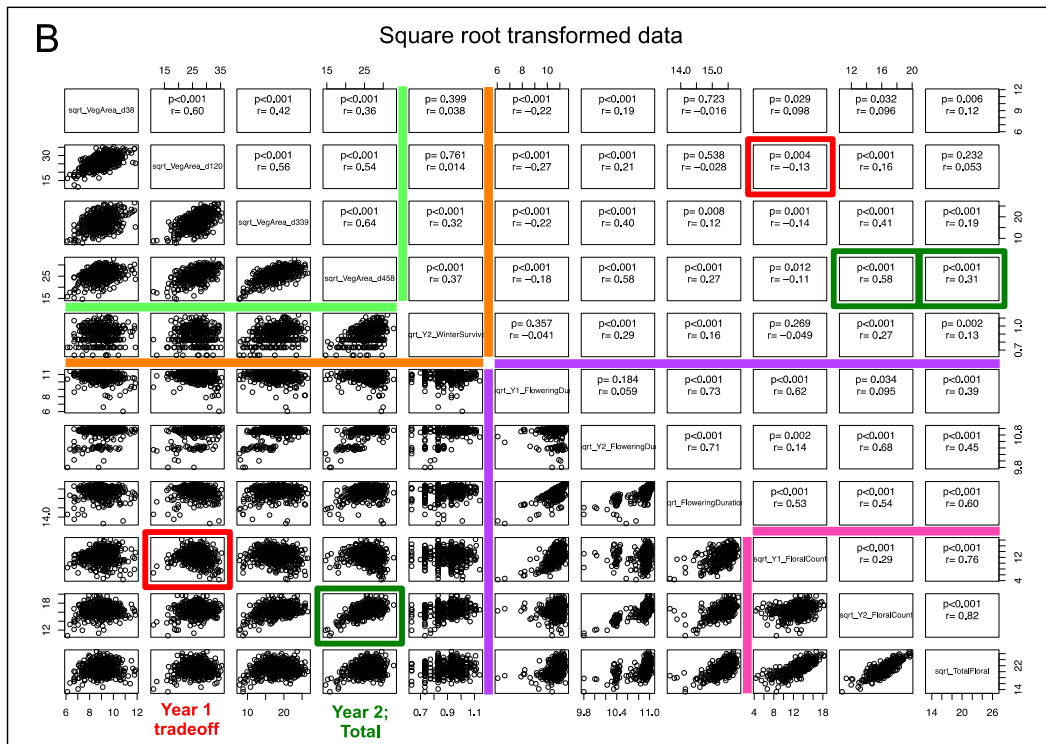 B
Square root transformed data
15 25 35
15 25
6 8 10
14.0 15.0
12 16 20
sqrt_VegArea_d38
p<0.001
r= 0.60
p<0.001
r= 0.42
p<0.001
r= 0.36
p= 0.399
r= 0.038
p<0.001
r= −0.22
p<0.001
r= 0.19
p= 0.723
r= −0.016
p= 0.029
r= 0.098
p= 0.032
r= 0.096
p= 0.006
r= 0.12
6 9 12
15 30
sqrt_VegArea_d120
p<0.001
r= 0.56
p<0.001
r= 0.54
p= 0.761
r= 0.014
p<0.001
r= −0.27
p<0.001
r= 0.21
p= 0.538
r= −0.028
p= 0.004
r= −0.13
p<0.001
r= 0.16
p= 0.232
r= 0.053
sqrt_VegArea_d339
p<0.001
r= 0.64
p<0.001
r= 0.32
p<0.001
r= −0.22
p<0.001
r= 0.40
p= 0.008
r= 0.12
p= 0.001
r= −0.14
p<0.001
r= 0.41
p<0.001
r= 0.19
10 20
15 25
sqrt_VegArea_d458
p<0.001
r= 0.37
p<0.001
r= −0.18
p<0.001
r= 0.58
p<0.001
r= 0.27
p= 0.012
r= −0.11
p<0.001
r= 0.58
p<0.001
r= 0.31
qrt_Y2_WinterSurviva
p= 0.357
r= −0.041
p<0.001
r= 0.29
p<0.001
r= 0.16
p= 0.269
r= −0.049
p<0.001
r= 0.27
p= 0.002
r= 0.13
0.7 1.0
6 8 11
qrt_Y1_FloweringDu
p= 0.184
r= 0.059
p<0.001
r= 0.73
p<0.001
r= 0.62
p= 0.034
r= 0.095
p<0.001
r= 0.39
qrt_Y2_FloweringDu
p<0.001
r= 0.71
p= 0.002
r= 0.14
p<0.001
r= 0.68
p<0.001
r= 0.45
9.8 10.8
14.0
qrt_FloweringDuration
p<0.001
r= 0.53
p<0.001
r= 0.54
p<0.001
r= 0.60
sqrt_Y1_FloralCount
p<0.001
r= 0.29
p<0.001
r= 0.76
4 12
12 18
sqrt_Y2_FloralCount
p<0.001
r= 0.82
sqrt_TotalFloral
14 22
6 8 10 12
10 20
0.7 0.9 1.1
9.8 10.4 11.0
4 8 12 18
14 20 26
Year 1
tradeoff
Year 2;
Total